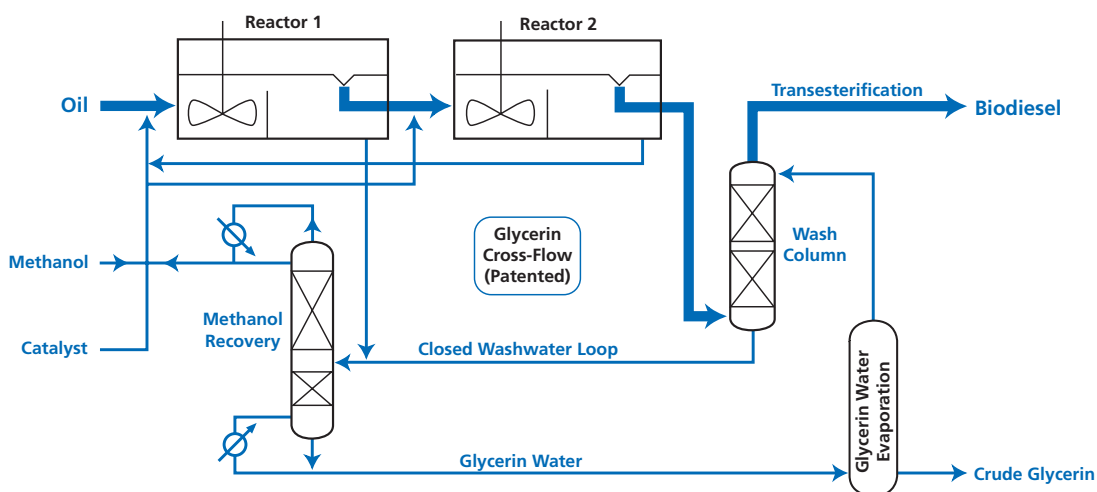 Reactor 1
Reactor 2
Oil
Transesterification
Biodiesel
Glycerin
Cross-Flow
(Patented)
Wash
Column
Methanol
Methanol
Recovery
Catalyst
Closed Washwater Loop
Glycerin Water
Evaporation
Glycerin Water
Crude Glycerin